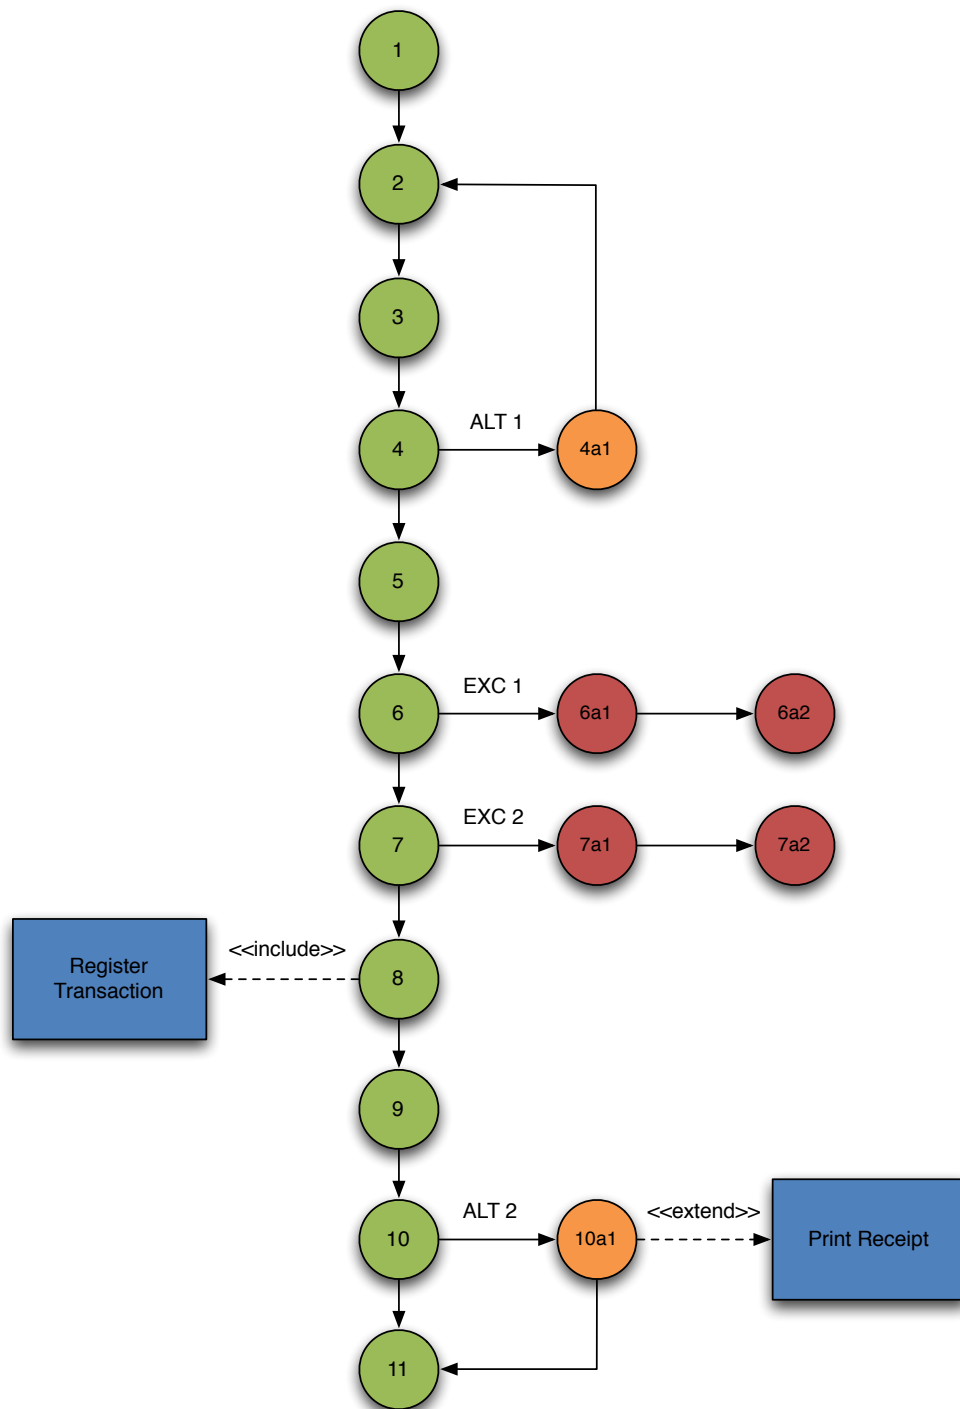 1
2
3
4
ALT 1
4a1
5
6
EXC 1
6a1
6a2
7
EXC 2
7a1
7a2
Register
Transaction
<<include>>
8
9
10
ALT 2
10a1
<<extend>>
Print Receipt
11